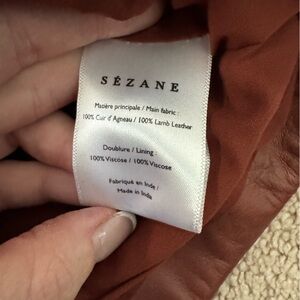 SÉZANE
Matière principale / Main fabric :
100% Cuir d'Agneau / 100% Lamb Leather
Doublure / Lining :
100% Viscose / 100%Viscose
Fabriqué en Inde /
Made in India